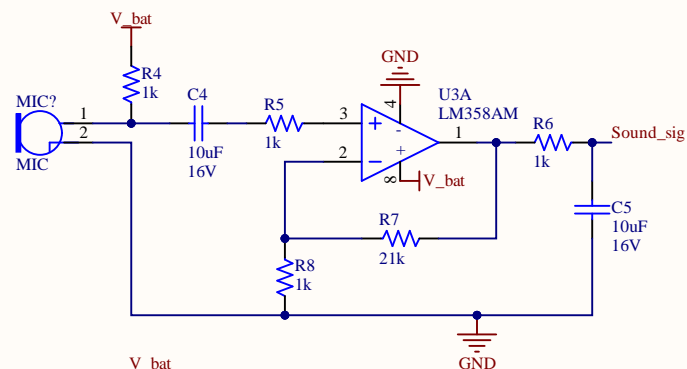 V_bat
GND
R4
1k
C4
U3A
LM358AM
MIC?
1
2
MIC
R5
1k
3
4
-
+
1
R6
1k
Sound_sig
10uF
16V
2
+
8
V_bat
C5
10uF
16V
R7
21k
R8
1k
V_bat
GND